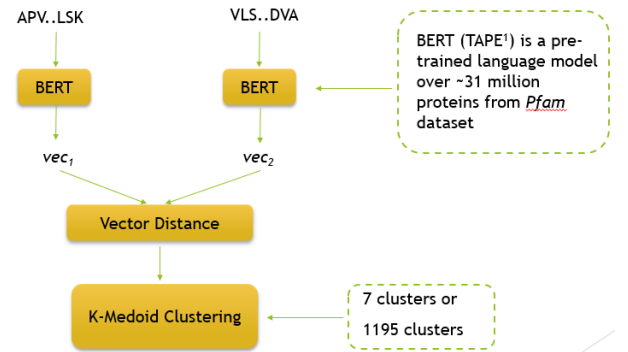 APV..LSK
VLS..DVA
BERT
BERT
BERT (TAPE¹) is a pre-
trained language model
over ~31 million
proteins from Pfam
dataset
vec₁
vec₂
Vector Distance
K-Medoid Clustering
7 clusters or
1195 clusters